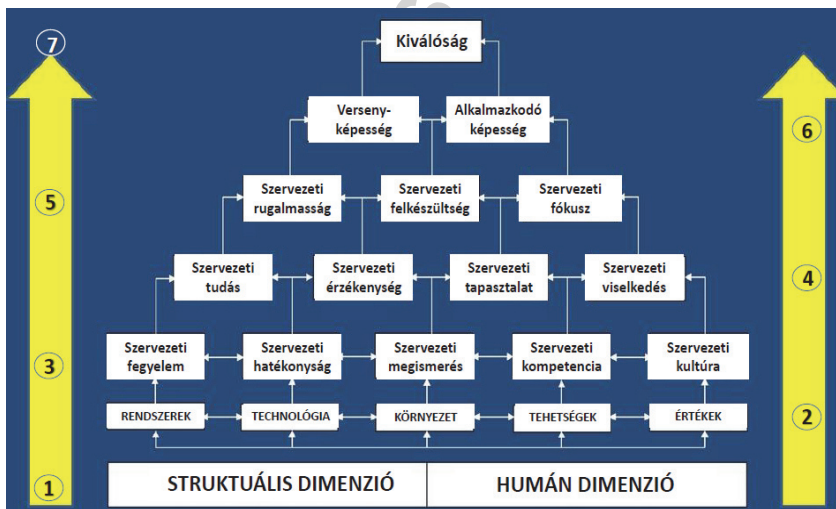 7
Kiválóság
Verseny-
képesség
Alkalmazkodó
képesség
6
5
Szervezeti
rugalmasság
Szervezeti
felkészültség
Szervezeti
fókusz
Szervezeti
tudás
Szervezeti
érzékenység
Szervezeti
tapasztalat
Szervezeti
viselkedés
4
3
Szervezeti
fegyelem
Szervezeti
hatékonyság
Szervezeti
megismerés
Szervezeti
kompetencia
Szervezeti
kultúra
RENDSZEREK
TECHNOLÓGIA
KÖRNYEZET
TEHETSÉGEK
ÉRTÉKEK
2
1
STRUKTUÁLIS DIMENZIÓ
HUMÁN DIMENZIÓ